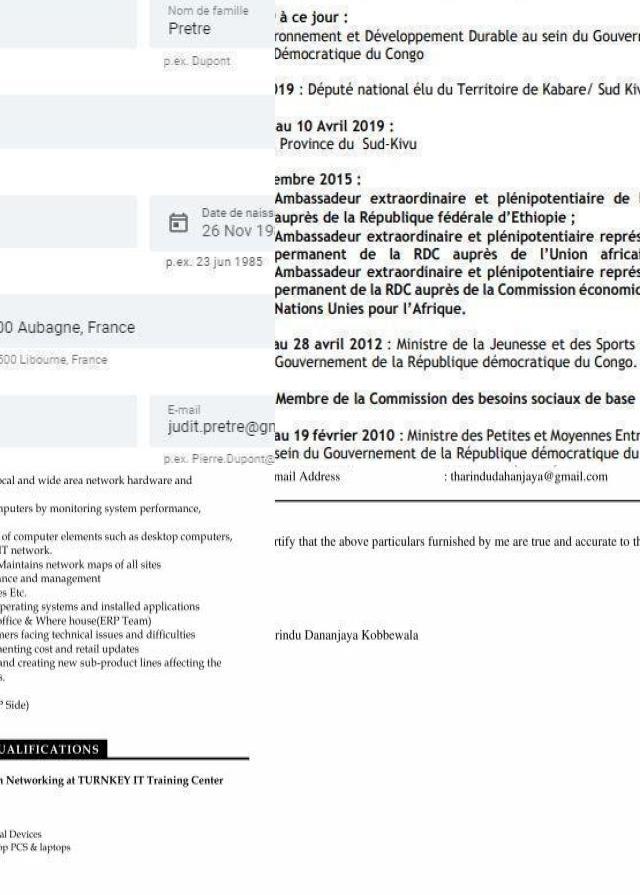 Nom de famille
Pretre
p.ex. Dupont
Date de naiss
26 Nov 19
p.ex. 23 jun 1985
00 Aubagne, France
500 Libourne, France
E-mail
judit.pretre@gm
p.ex. Pierre.Dupont@
à ce jour :
ronnement et Développement Durable au sein du Gouver
Démocratique du Congo
019 : Député national élu du Territoire de Kabare/ Sud Kiv
au 10 Avril 2019 :
Province du Sud-Kivu
embre 2015 :
Ambassadeur extraordinaire et plénipotentiaire de
auprès de la République fédérale d’Ethiopie ;
Ambassadeur extraordinaire et plénipotentiaire représ
permanent de la RDC auprès de l’Union africai
Ambassadeur extraordinaire et plénipotentiaire représ
permanent de la RDC auprès de la Commission économic
Nations Unies pour l’Afrique.
au 28 avril 2012 : Ministre de la Jeunesse et des Sports
Gouvernement de la République démocratique du Congo.
Membre de la Commission des besoins sociaux de base
au 19 février 2010 : Ministre des Petites et Moyennes Entr
sein du Gouvernement de la République démocratique du
ocal and wide area network hardware and
mputers by monitoring system performance,
of computer elements such as desktop computers,
IT network.
Maintains network maps of all sites
ance and management
es Etc.
perating systems and installed applications
office & Where house(ERP Team)
mers facing technical issues and difficulties
menting cost and retail updates
and creating new sub-product lines affecting the
s.
P Side)
UALIFICATIONS
n Networking at TURNKEY IT Training Center
al Devices
op PCS & laptops
mail Address : tharindudahanjaya@gmail.com
rtify that the above particulars furnished by me are true and accurate to th
rindu Dananjaya Kobbewala